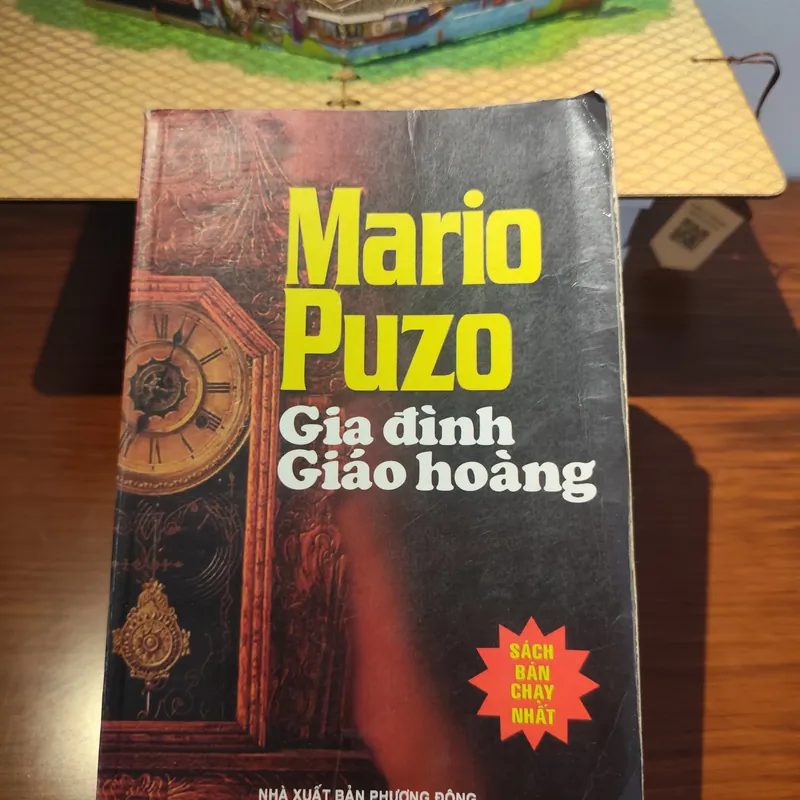 Mario
Puzo
Gia đình
Giáo hoàng
SÁCH
BÁN
CHẠY
NHẤT
NHÀ XUẤT BẢN PHƯƠNG ĐÔNG